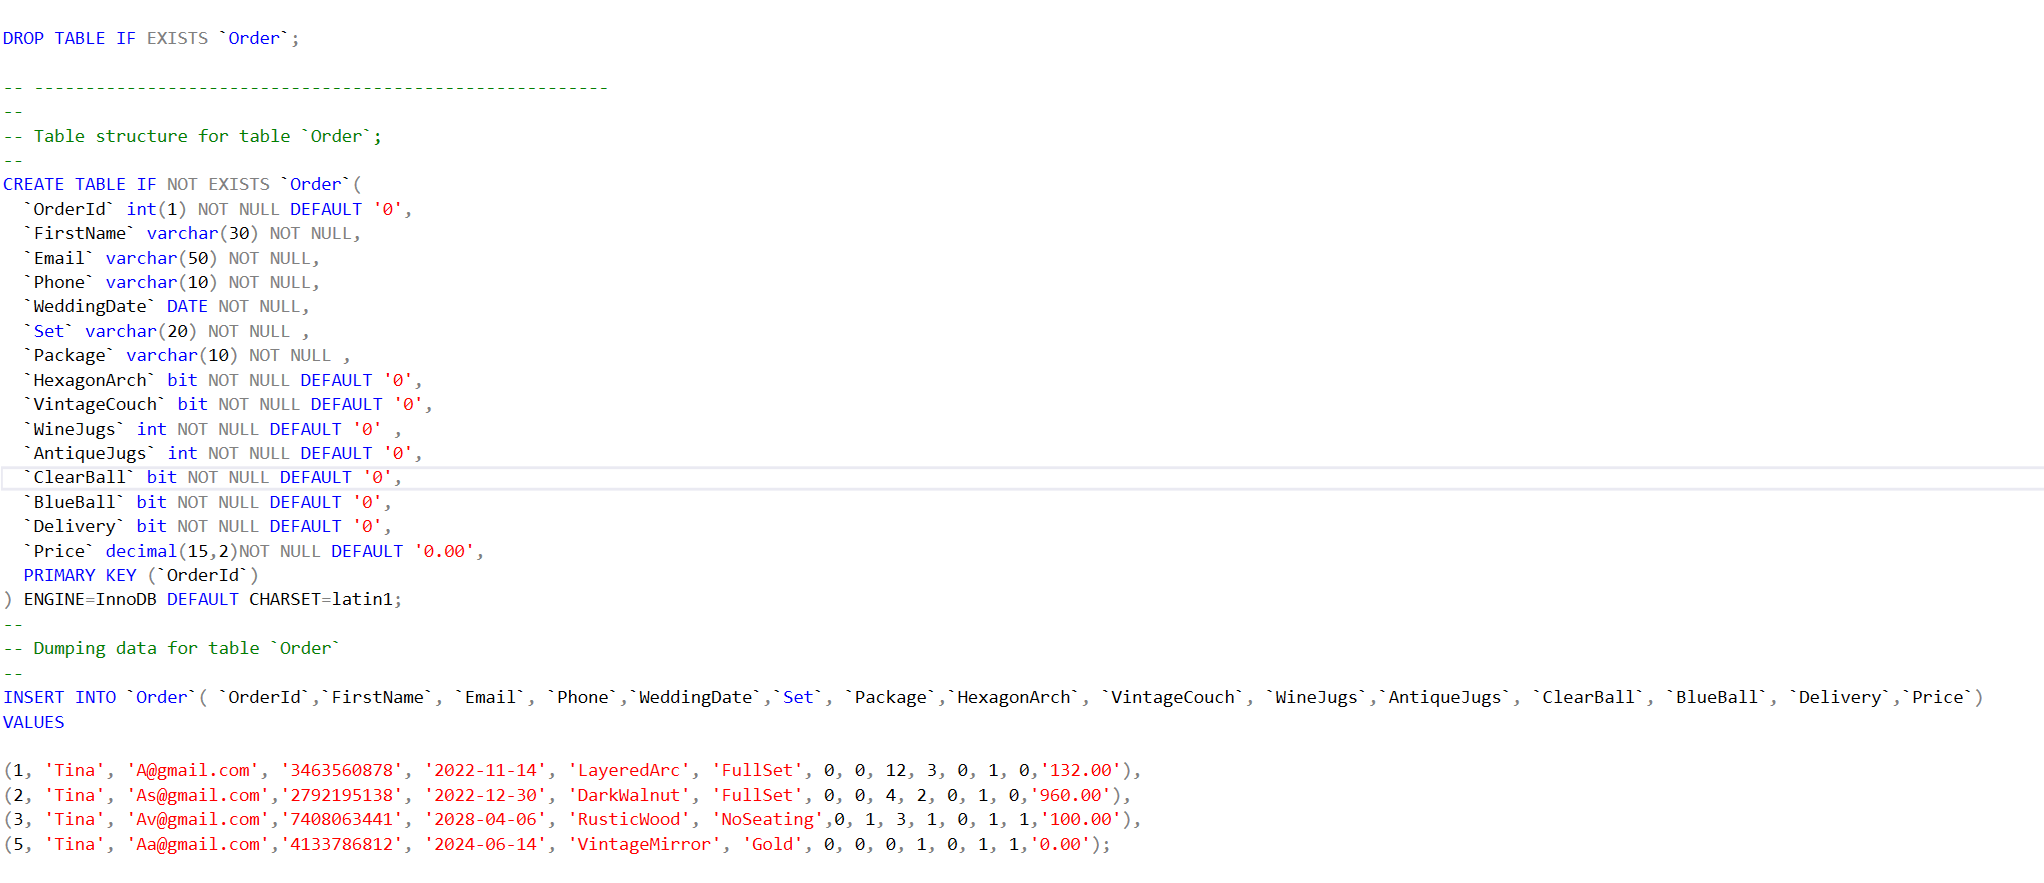 DROP TABLE IF EXISTS `Order`;
-- --------------------------------------------------------
--
-- Table structure for table `Order`;
--
CREATE TABLE IF NOT EXISTS `Order`(
  `OrderId` int(1) NOT NULL DEFAULT '0',
  `FirstName` varchar(30) NOT NULL,
  `Email` varchar(50) NOT NULL,
  `Phone` varchar(10) NOT NULL,
  `WeddingDate` DATE NOT NULL,
  `Set` varchar(20) NOT NULL ,
  `Package` varchar(10) NOT NULL ,
  `HexagonArch` bit NOT NULL DEFAULT '0',
  `VintageCouch` bit NOT NULL DEFAULT '0',
  `WineJugs` int NOT NULL DEFAULT '0' ,
  `AntiqueJugs` int NOT NULL DEFAULT '0',
  `ClearBall` bit NOT NULL DEFAULT '0',
  `BlueBall` bit NOT NULL DEFAULT '0',
  `Delivery` bit NOT NULL DEFAULT '0',
  `Price` decimal(15,2)NOT NULL DEFAULT '0.00',
  PRIMARY KEY (`OrderId`)
) ENGINE=InnoDB DEFAULT CHARSET=latin1;
--
-- Dumping data for table `Order`
--
INSERT INTO `Order`( `OrderId`,`FirstName`, `Email`, `Phone`,`WeddingDate`,`Set`, `Package`,`HexagonArch`, `VintageCouch`, `WineJugs`,`AntiqueJugs`, `ClearBall`, `BlueBall`, `Delivery`,`Price`)
VALUES
(1, 'Tina', 'A@gmail.com', '3463560878', '2022-11-14', 'LayeredArc', 'FullSet', 0, 0, 12, 3, 0, 1, 0,'132.00'),
(2, 'Tina', 'As@gmail.com','2792195138', '2022-12-30', 'DarkWalnut', 'FullSet', 0, 0, 4, 2, 0, 1, 0,'960.00'),
(3, 'Tina', 'Av@gmail.com','7408063441', '2028-04-06', 'RusticWood', 'NoSeating',0, 1, 3, 1, 0, 1, 1,'100.00'),
(5, 'Tina', 'Aa@gmail.com','4133786812', '2024-06-14', 'VintageMirror', 'Gold', 0, 0, 0, 1, 0, 1, 1,'0.00');